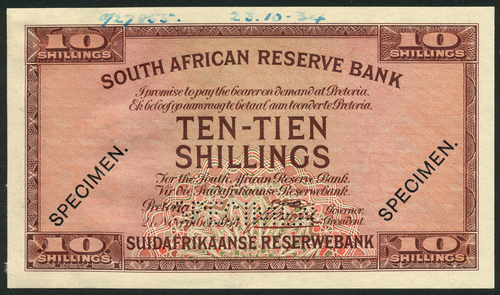 23.10.34
10 10
SHILLINGS SHILLINGS
SOUTH AFRICAN RESERVE BANK
I promise to pay the bearer on demand at Pretoria.
Ek beloof op aanvraag te betaal aan toonder te Pretoria.
TEN-TIEN
SHILLINGS
SPECIMEN. SPECIMEN.
For the South African Reserve Bank.
Vir die Suidafrikaanse Reserwebank.
Pretoria
Governor.
November
President.
SUIDAFRIKAANSE RESERWEBANK
10 10
SHILLINGS SHILLINGS